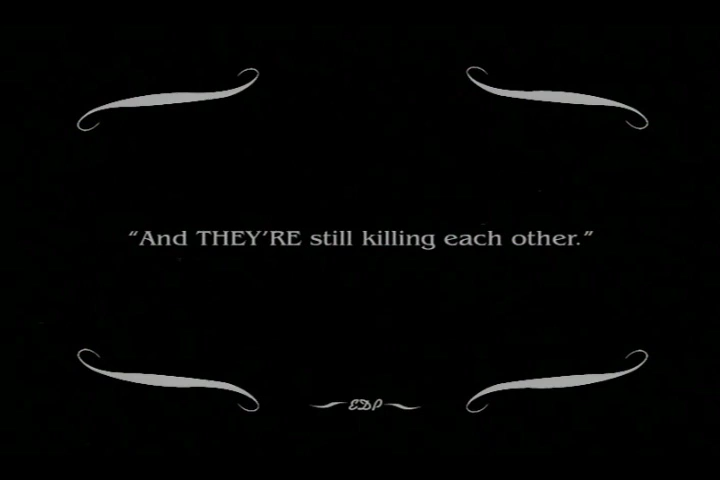 “And THEY’RE still killing each other.”
EDP